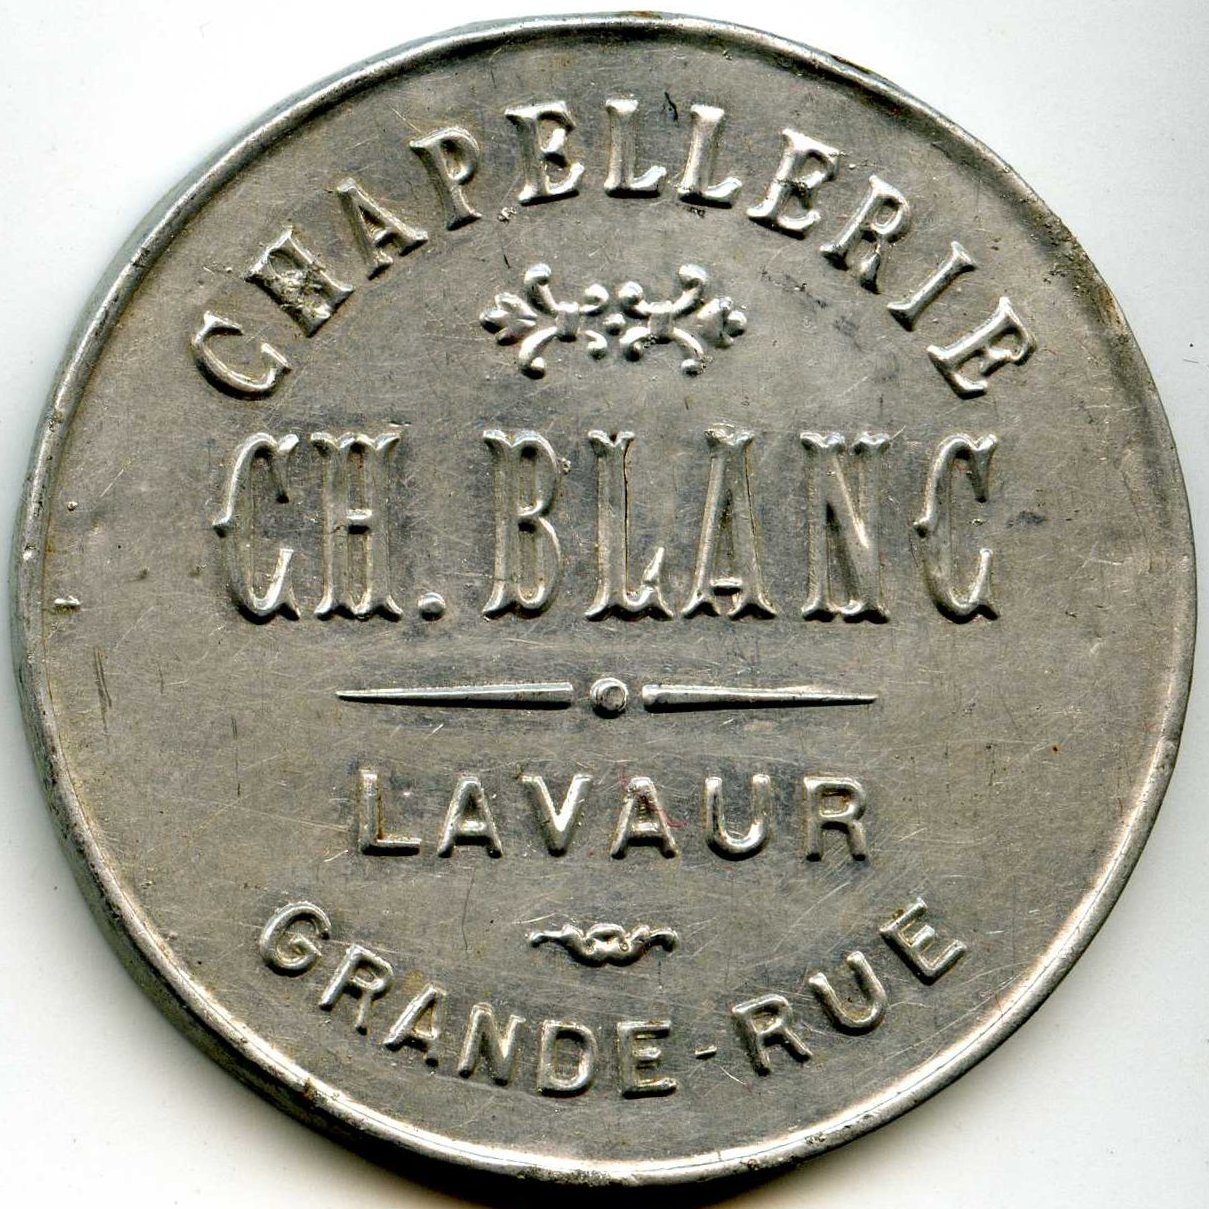 CHAPELLERIE
CH. BLANC
LAVAUR
GRANDE-RUE